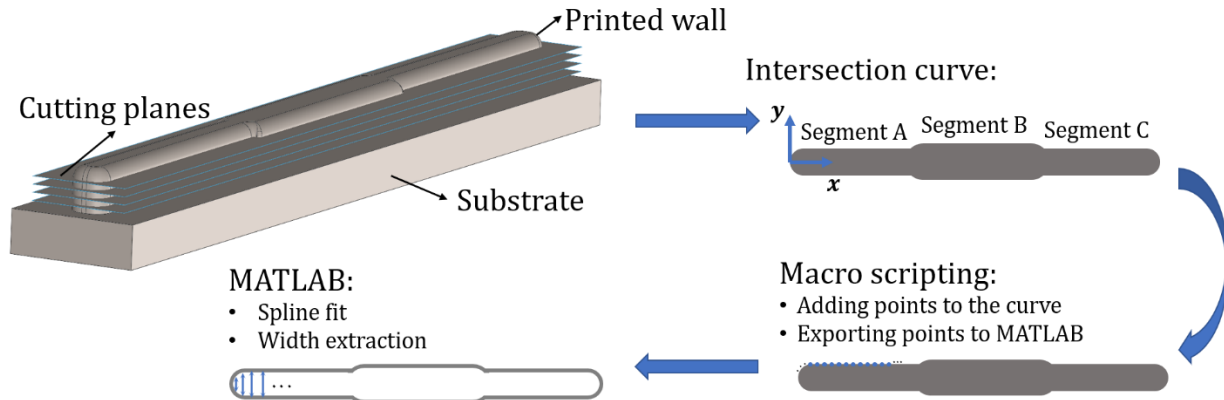 Printed wall
Cutting planes
Substrate
Intersection curve:
y
Segment A Segment B Segment C
x
Macro scripting:
• Adding points to the curve
• Exporting points to MATLAB
...
MATLAB:
• Spline fit
• Width extraction
...